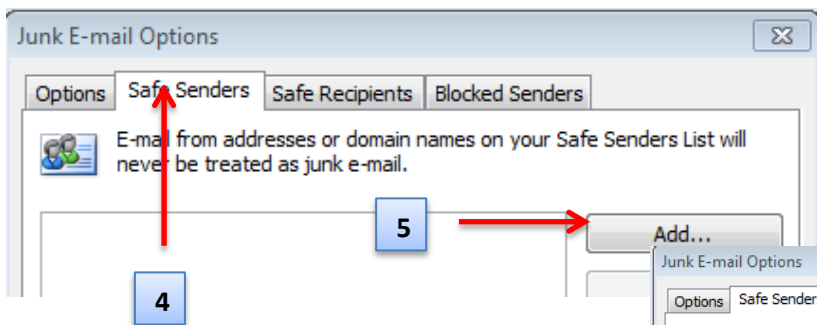 Junk E-mail Options
Options Safe Senders Safe Recipients Blocked Senders
E-mail from addresses or domain names on your Safe Senders List will
never be treated as junk e-mail.
5
Add...
Junk E-mail Options
4
Options Safe Sender